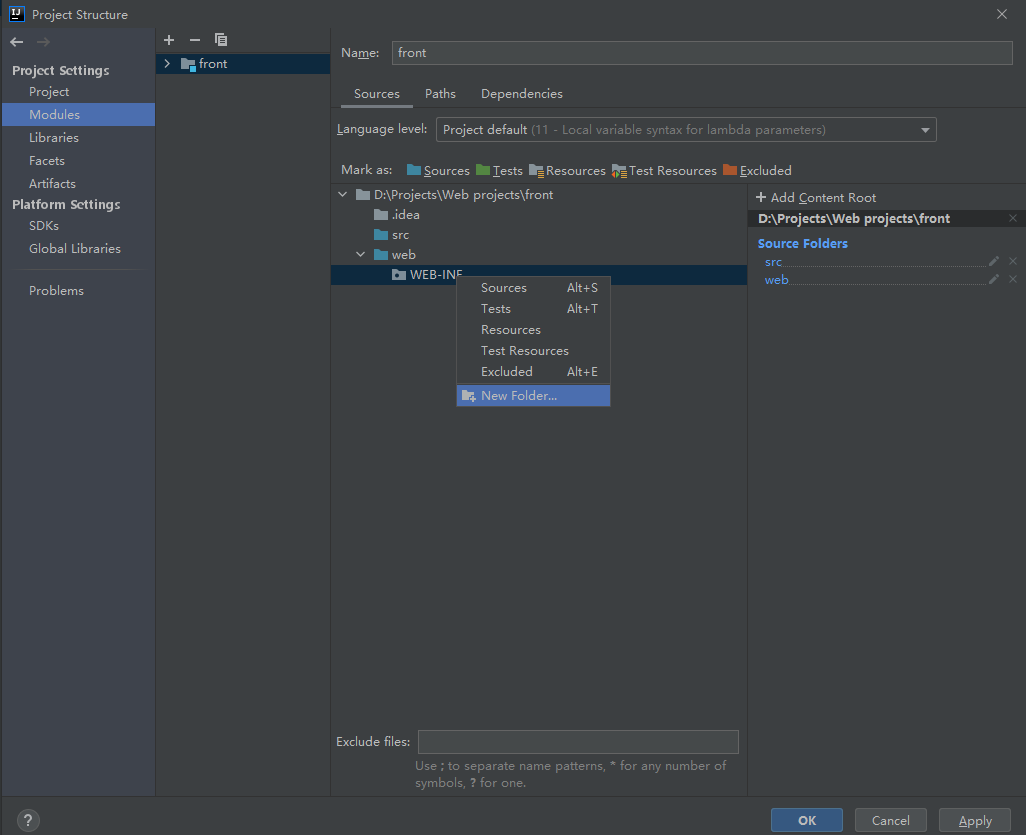 Project Structure
Project Settings
Project
Modules
Libraries
Facets
Artifacts
Platform Settings
SDKs
Global Libraries
Problems
front
Name: front
Sources Paths Dependencies
Language level: Project default (11 - Local variable syntax for lambda parameters)
Mark as: Sources Tests Resources Test Resources Excluded
D:\Projects\Web projects\front
.idea
src
web
WEB-INF
Sources Alt+S
Tests Alt+T
Resources
Test Resources
Excluded Alt+E
New Folder...
+ Add Content Root
D:\Projects\Web projects\front
Source Folders
src
web
Exclude files:
Use ; to separate name patterns, * for any number of
symbols, ? for one.
?
OK Cancel Apply